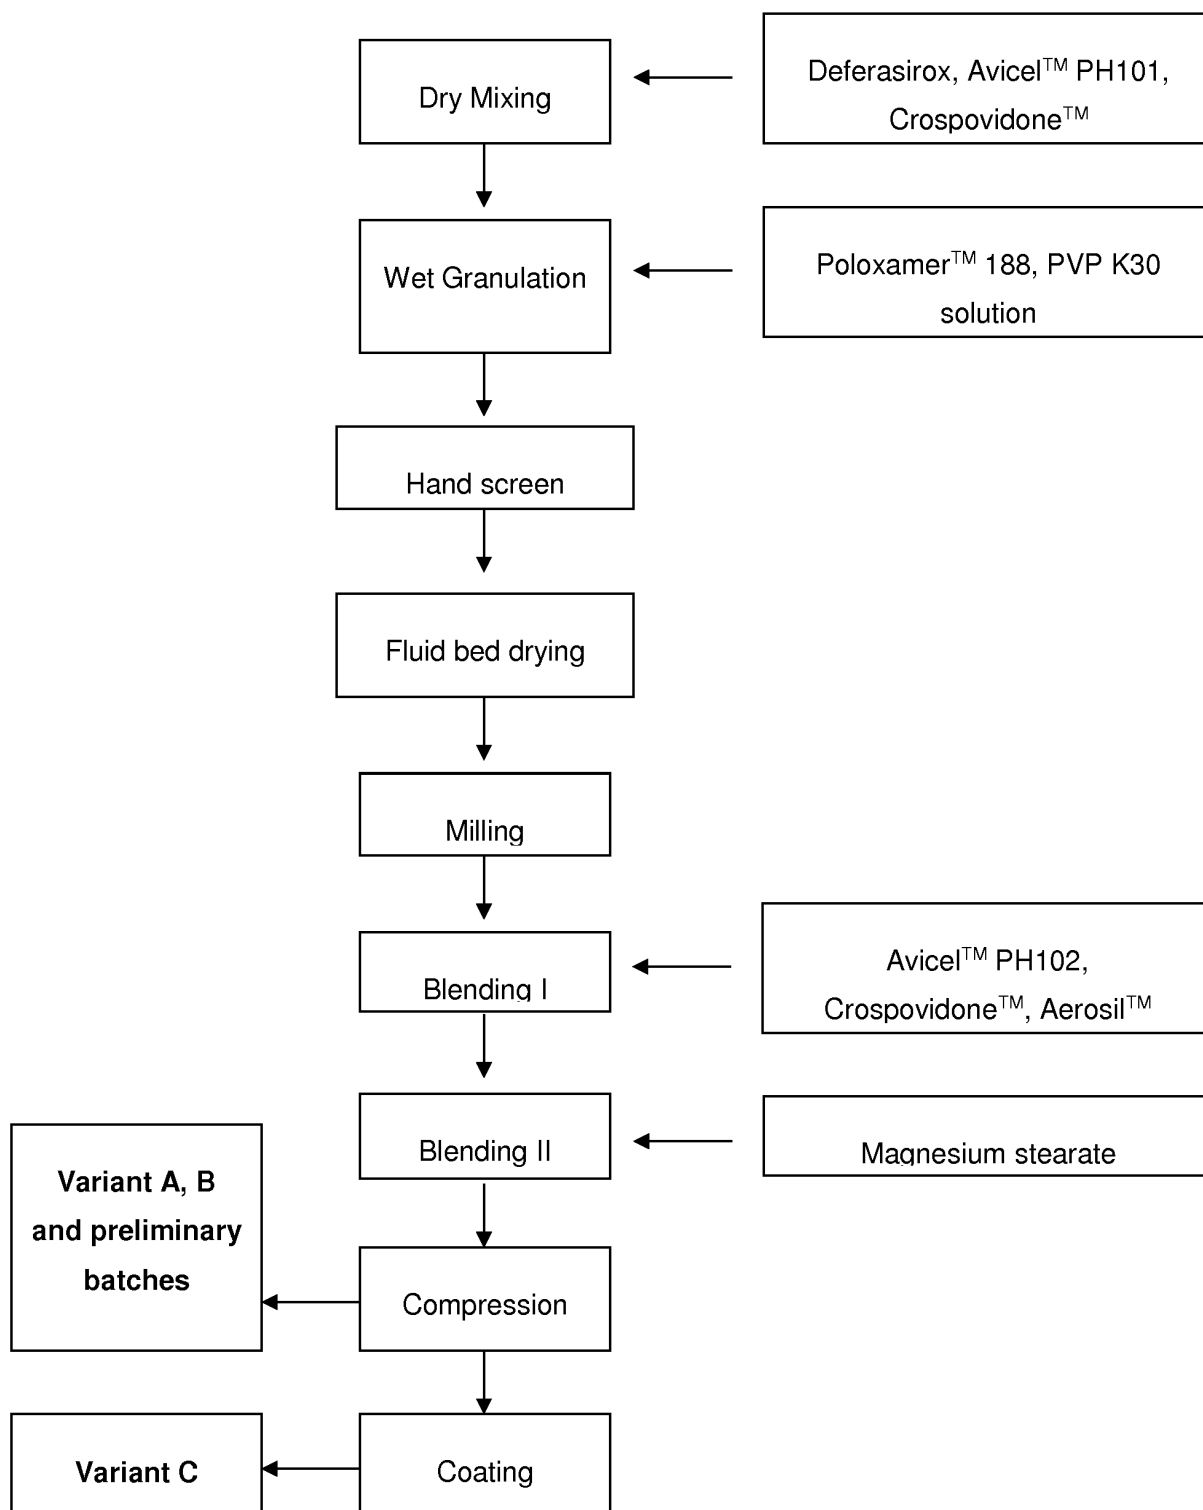 Dry Mixing
Deferasirox, Avicel™ PH101,
Crospovidone™
Wet Granulation
Poloxamer™ 188, PVP K30
solution
Hand screen
Fluid bed drying
Milling
Blending I
Avicel™ PH102,
Crospovidone™, Aerosil™
Blending II
Magnesium stearate
Variant A, B
and preliminary
batches
Compression
Variant C
Coating